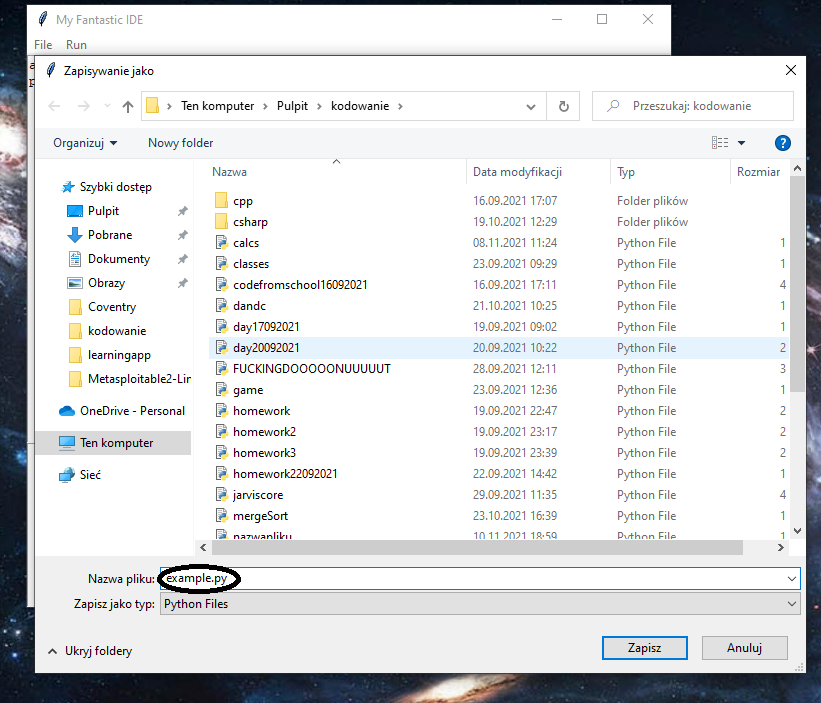 My Fantastic IDE
File Run
Zapisywanie jako
Ten komputer Pulpit kodowanie
Przeszukaj: kodowanie
Organizuj Nowy folder
Nazwa Data modyfikacji Typ Rozmiar
Szybki dostęp
Pulpit
Pobrane
Dokumenty
Obrazy
Coventry
kodowanie
learningapp
Metasploitable2-Lin
OneDrive - Personal
Ten komputer
Sieć
cpp 16.09.2021 17:07 Folder plików
csharp 19.10.2021 12:29 Folder plików
calcs 08.11.2021 11:24 Python File 1
classes 23.09.2021 09:29 Python File 1
codefromschool16092021 16.09.2021 17:11 Python File 4
dandc 21.10.2021 10:25 Python File 1
day17092021 19.09.2021 09:02 Python File 1
day20092021 20.09.2021 10:22 Python File 2
FUCKINGDOOOOONUUUUUT 28.09.2021 12:11 Python File 3
game 23.09.2021 12:36 Python File 1
homework 19.09.2021 22:47 Python File 2
homework2 19.09.2021 23:17 Python File 2
homework3 19.09.2021 23:39 Python File 2
homework22092021 22.09.2021 14:42 Python File 1
jarviscore 29.09.2021 11:35 Python File 4
mergeSort 23.10.2021 16:39 Python File 1
nazwapliku 10.11.2021 18:59 Python File 1
Nazwa pliku: example.py
Zapisz jako typ: Python Files
Ukryj foldery
Zapisz Anuluj